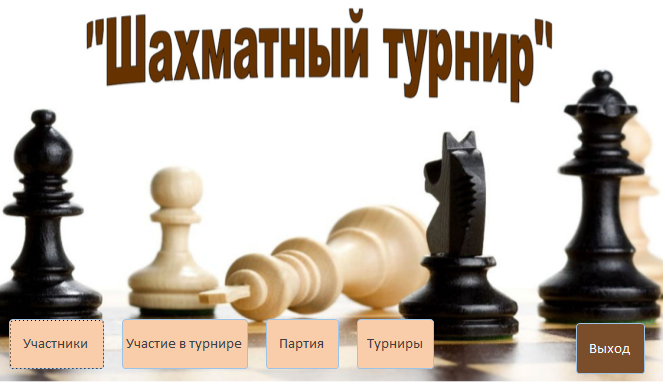 "Шахматный турнир"
Участники
Участие в турнире
Партия
Турниры
Выход